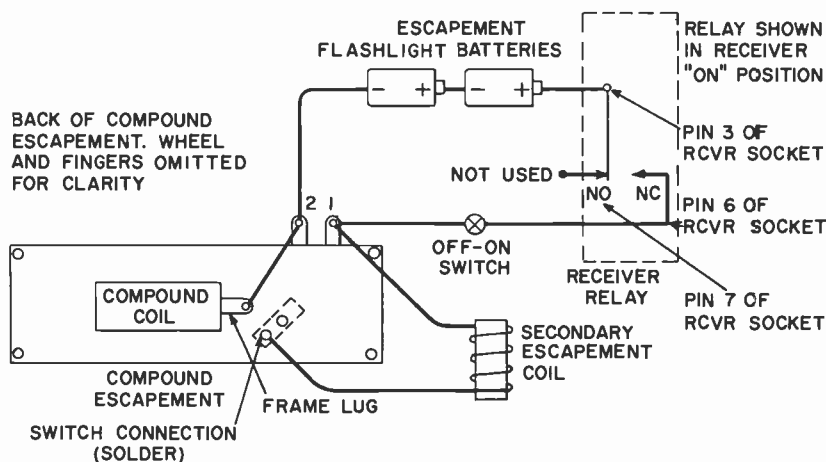 ESCAPEMENT
FLASHLIGHT BATTERIES
RELAY SHOWN
IN RECEIVER
"ON" POSITION
- + - +
BACK OF COMPOUND
ESCAPEMENT. WHEEL
AND FINGERS OMITTED
FOR CLARITY
PIN 3 OF
RCVR SOCKET
NOT USED
NO NC
2 1
PIN 6 OF
RCVR SOCKET
OFF-ON
SWITCH
RECEIVER
RELAY
PIN 7 OF
RCVR SOCKET
COMPOUND
COIL
SECONDARY
ESCAPEMENT
COIL
COMPOUND
ESCAPEMENT
FRAME LUG
SWITCH CONNECTION
(SOLDER)